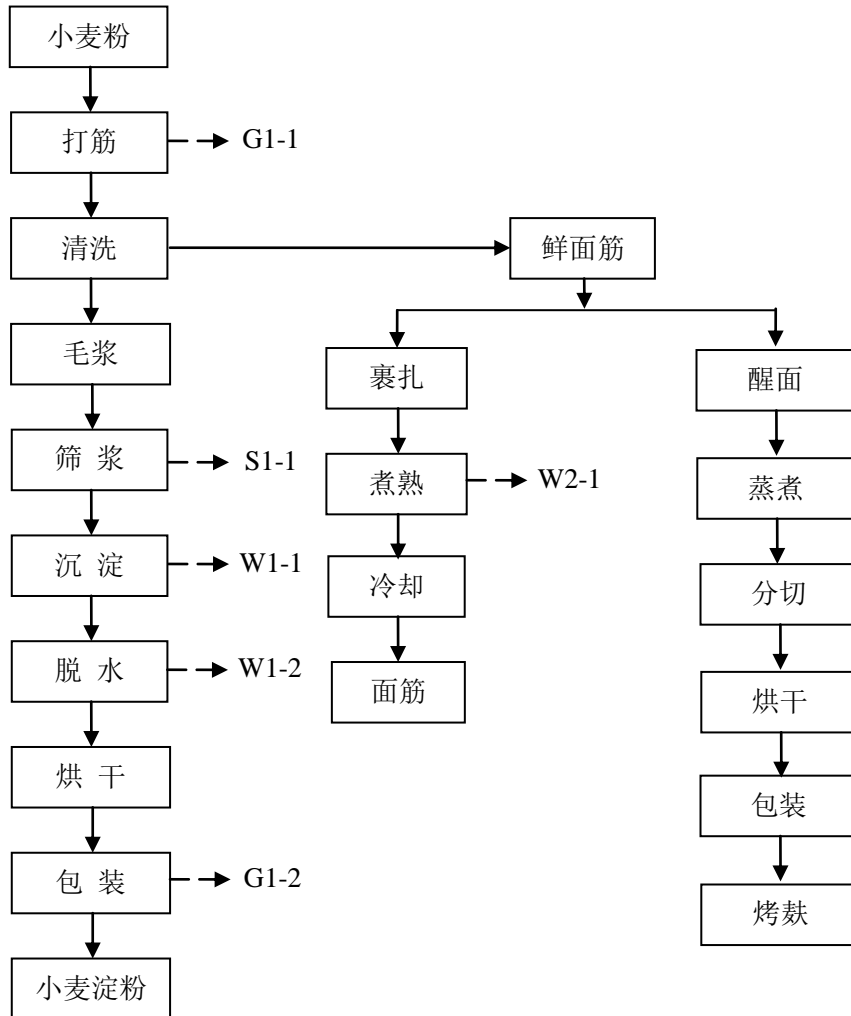 小麦粉
打筋
G1-1
清洗
鲜面筋
毛浆
裹扎
醒面
筛 浆
S1-1
煮熟
W2-1
蒸煮
沉 淀
W1-1
冷却
分切
脱 水
W1-2
面筋
烘干
烘 干
包装
包 装
G1-2
烤麸
小麦淀粉